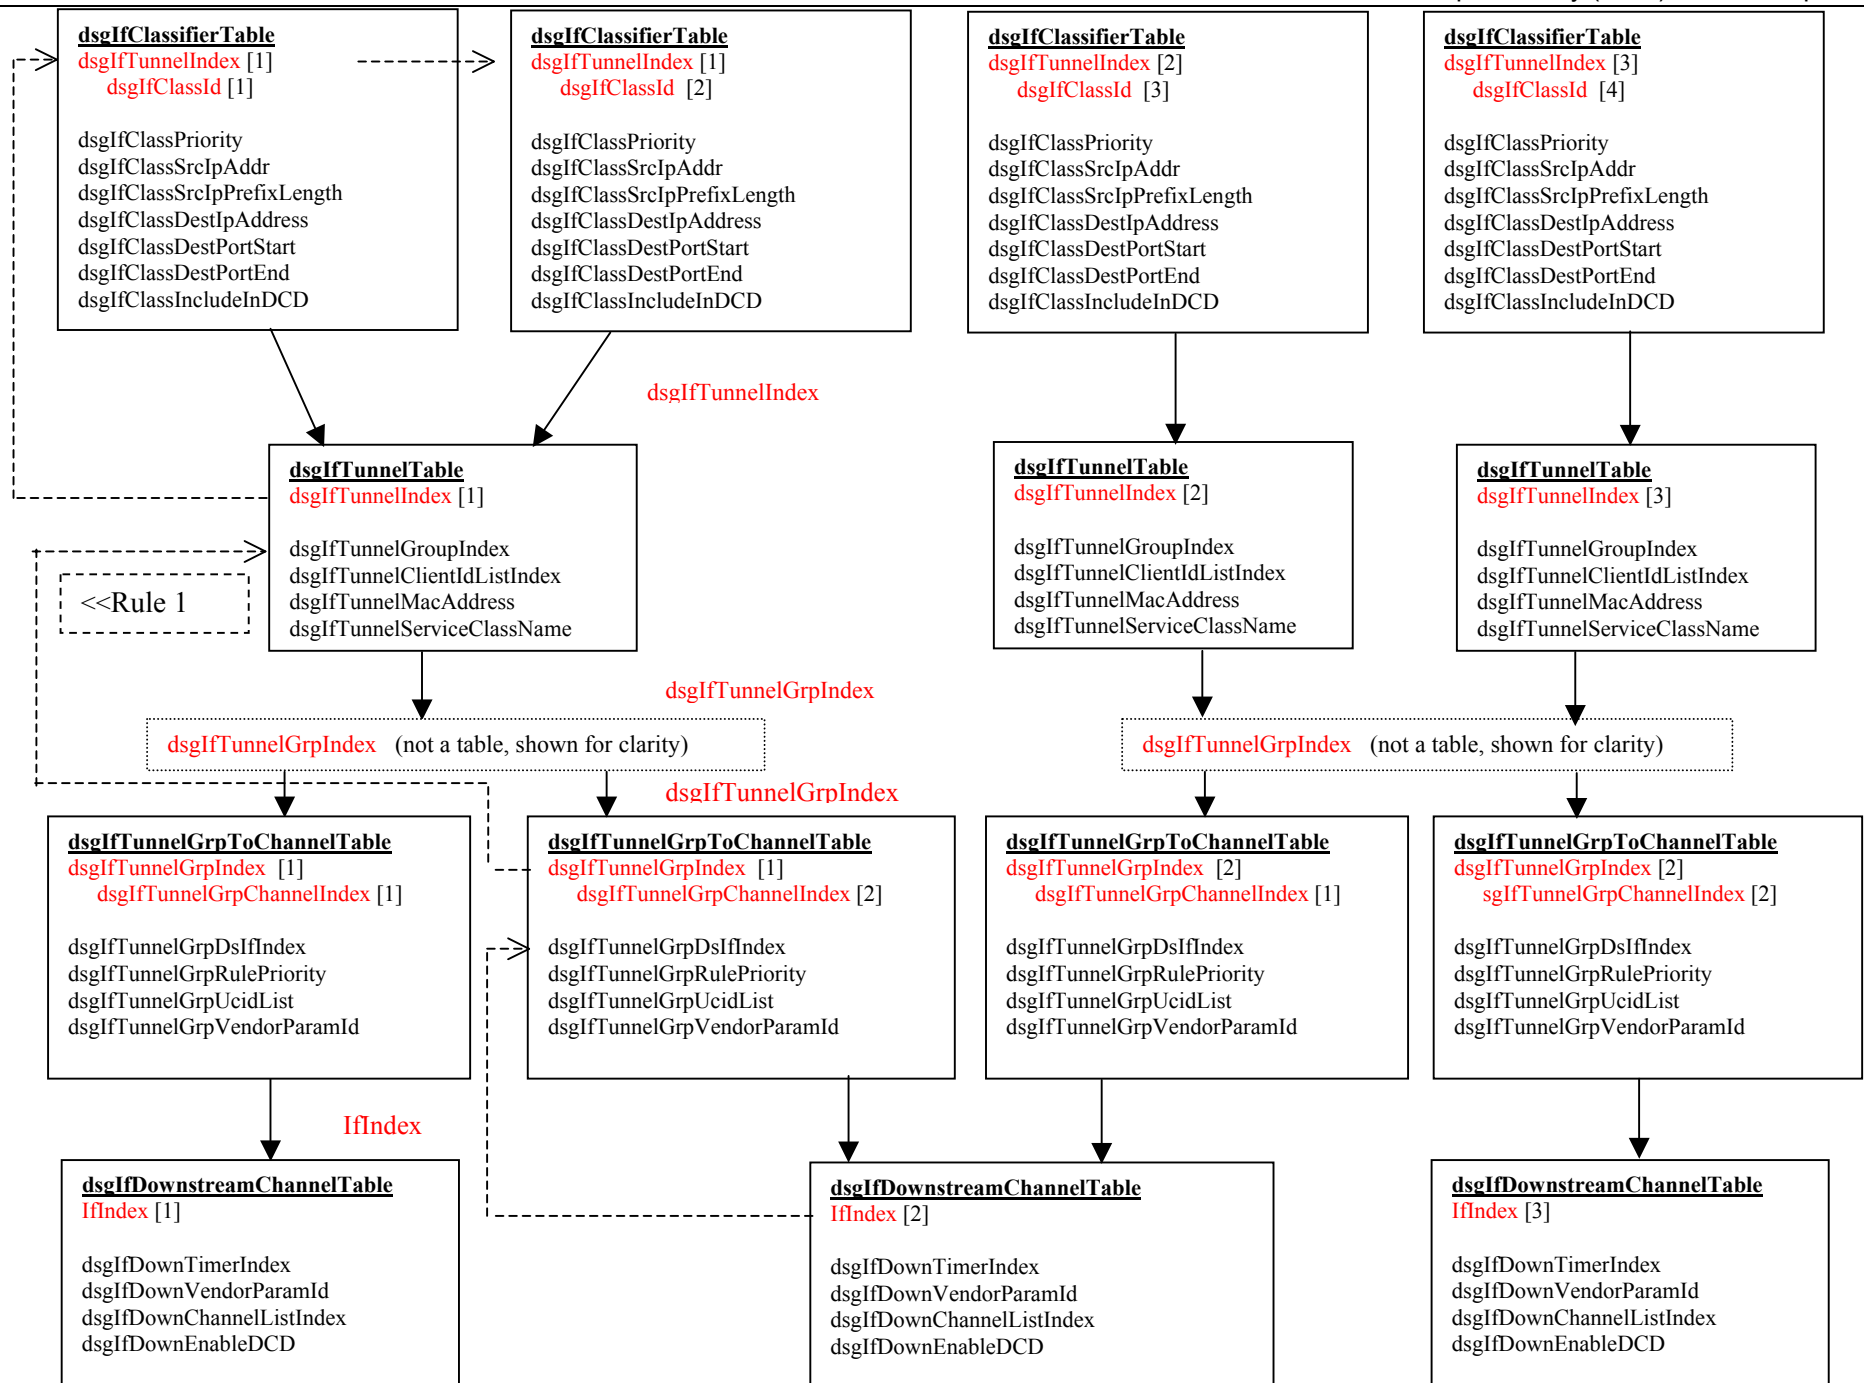 dsgIfClassifierTable
dsgIfTunnelIndex [1]
dsgIfClassId [1]
dsgIfClassPriority
dsgIfClassSrcIpAddr
dsgIfClassSrcIpPrefixLength
dsgIfClassDestIpAddress
dsgIfClassDestPortStart
dsgIfClassDestPortEnd
dsgIfClassIncludeInDCD
dsgIfClassifierTable
dsgIfTunnelIndex [1]
dsgIfClassId [2]
dsgIfClassPriority
dsgIfClassSrcIpAddr
dsgIfClassSrcIpPrefixLength
dsgIfClassDestIpAddress
dsgIfClassDestPortStart
dsgIfClassDestPortEnd
dsgIfClassIncludeInDCD
dsgIfClassifierTable
dsgIfTunnelIndex [2]
dsgIfClassId [3]
dsgIfClassPriority
dsgIfClassSrcIpAddr
dsgIfClassSrcIpPrefixLength
dsgIfClassDestIpAddress
dsgIfClassDestPortStart
dsgIfClassDestPortEnd
dsgIfClassIncludeInDCD
dsgIfClassifierTable
dsgIfTunnelIndex [3]
dsgIfClassId [4]
dsgIfClassPriority
dsgIfClassSrcIpAddr
dsgIfClassSrcIpPrefixLength
dsgIfClassDestIpAddress
dsgIfClassDestPortStart
dsgIfClassDestPortEnd
dsgIfClassIncludeInDCD
dsgIfTunnelIndex
dsgIfTunnelTable
dsgIfTunnelIndex [1]
dsgIfTunnelGroupIndex
dsgIfTunnelClientIdListIndex
dsgIfTunnelMacAddress
dsgIfTunnelServiceClassName
dsgIfTunnelTable
dsgIfTunnelIndex [2]
dsgIfTunnelGroupIndex
dsgIfTunnelClientIdListIndex
dsgIfTunnelMacAddress
dsgIfTunnelServiceClassName
dsgIfTunnelTable
dsgIfTunnelIndex [3]
dsgIfTunnelGroupIndex
dsgIfTunnelClientIdListIndex
dsgIfTunnelMacAddress
dsgIfTunnelServiceClassName
<<Rule 1
dsgIfTunnelGrpIndex
dsgIfTunnelGrpIndex (not a table, shown for clarity)
dsgIfTunnelGrpIndex (not a table, shown for clarity)
dsgIfTunnelGrpIndex
dsgIfTunnelGrpToChannelTable
dsgIfTunnelGrpIndex [1]
dsgIfTunnelGrpChannelIndex [1]
dsgIfTunnelGrpDsIfIndex
dsgIfTunnelGrpRulePriority
dsgIfTunnelGrpUcidList
dsgIfTunnelGrpVendorParamId
dsgIfTunnelGrpToChannelTable
dsgIfTunnelGrpIndex [1]
dsgIfTunnelGrpChannelIndex [2]
dsgIfTunnelGrpDsIfIndex
dsgIfTunnelGrpRulePriority
dsgIfTunnelGrpUcidList
dsgIfTunnelGrpVendorParamId
dsgIfTunnelGrpToChannelTable
dsgIfTunnelGrpIndex [2]
dsgIfTunnelGrpChannelIndex [1]
dsgIfTunnelGrpDsIfIndex
dsgIfTunnelGrpRulePriority
dsgIfTunnelGrpUcidList
dsgIfTunnelGrpVendorParamId
dsgIfTunnelGrpToChannelTable
dsgIfTunnelGrpIndex [2]
sgIfTunnelGrpChannelIndex [2]
dsgIfTunnelGrpDsIfIndex
dsgIfTunnelGrpRulePriority
dsgIfTunnelGrpUcidList
dsgIfTunnelGrpVendorParamId
IfIndex
dsgIfDownstreamChannelTable
IfIndex [1]
dsgIfDownTimerIndex
dsgIfDownVendorParamId
dsgIfDownChannelListIndex
dsgIfDownEnableDCD
dsgIfDownstreamChannelTable
IfIndex [2]
dsgIfDownTimerIndex
dsgIfDownVendorParamId
dsgIfDownChannelListIndex
dsgIfDownEnableDCD
dsgIfDownstreamChannelTable
IfIndex [3]
dsgIfDownTimerIndex
dsgIfDownVendorParamId
dsgIfDownChannelListIndex
dsgIfDownEnableDCD